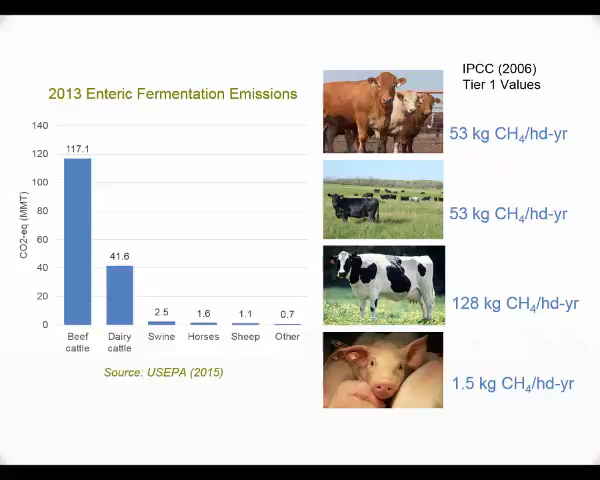 IPCC (2006)
Tier 1 Values
2013 Enteric Fermentation Emissions
CO2-eq (MMT)
140
120
100
80
60
40
20
0
117.1
41.6
2.5
1.6
1.1
0.7
Beef cattle
Dairy cattle
Swine
Horses
Sheep
Other
Source: USEPA (2015)
53 kg CH4/hd-yr
53 kg CH4/hd-yr
128 kg CH4/hd-yr
1.5 kg CH4/hd-yr